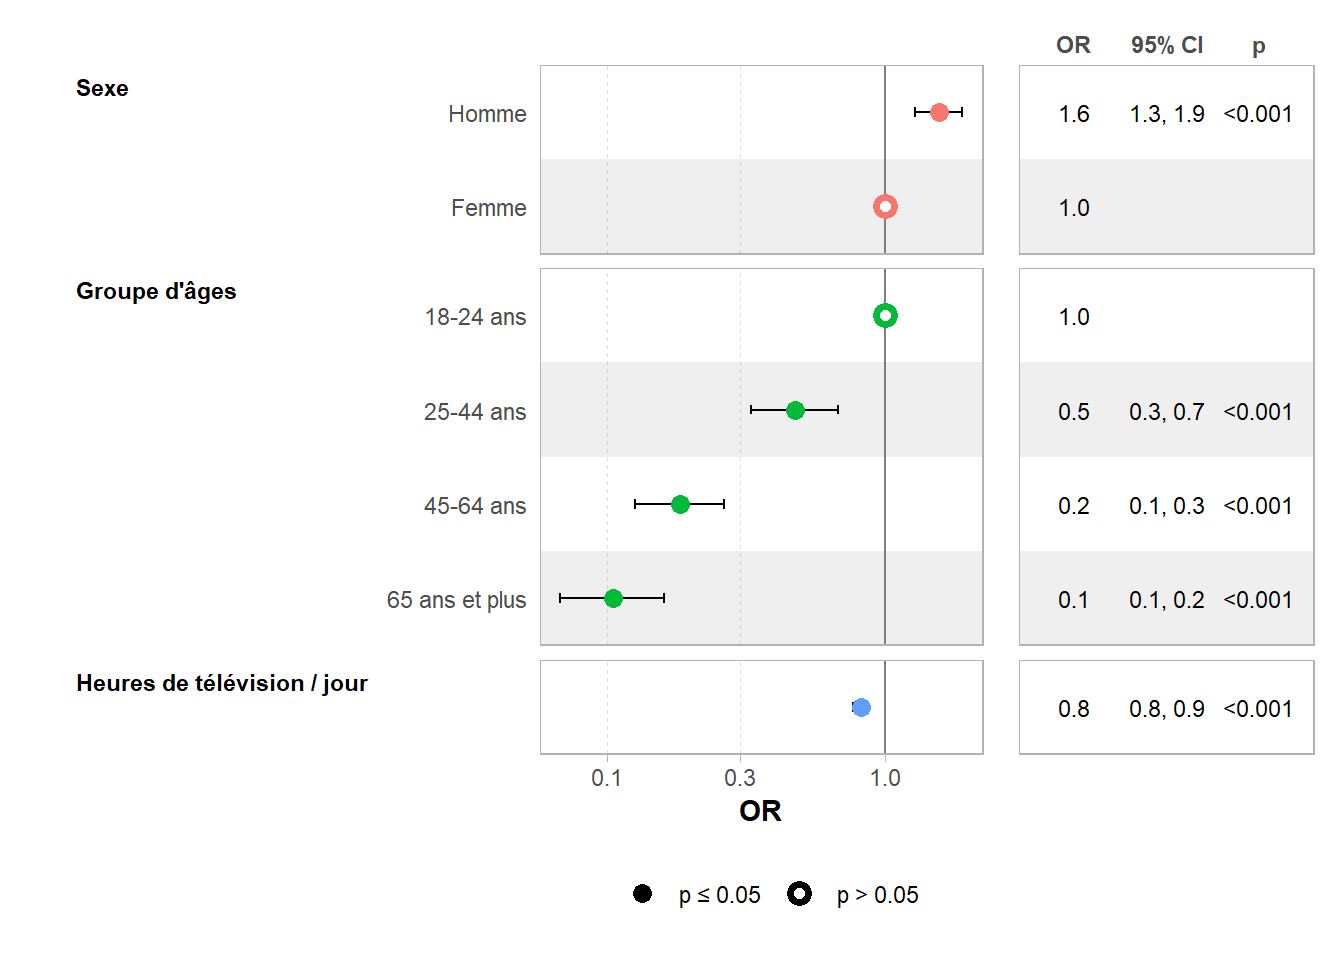 OR 95% CI p
Sexe
Homme 1.6 1.3, 1.9 <0.001
Femme 1.0
Groupe d'âges
18-24 ans 1.0
25-44 ans 0.5 0.3, 0.7 <0.001
45-64 ans 0.2 0.1, 0.3 <0.001
65 ans et plus 0.1 0.1, 0.2 <0.001
Heures de télévision / jour
0.8 0.8, 0.9 <0.001
0.1 0.3 1.0
OR
p ≤ 0.05 p > 0.05